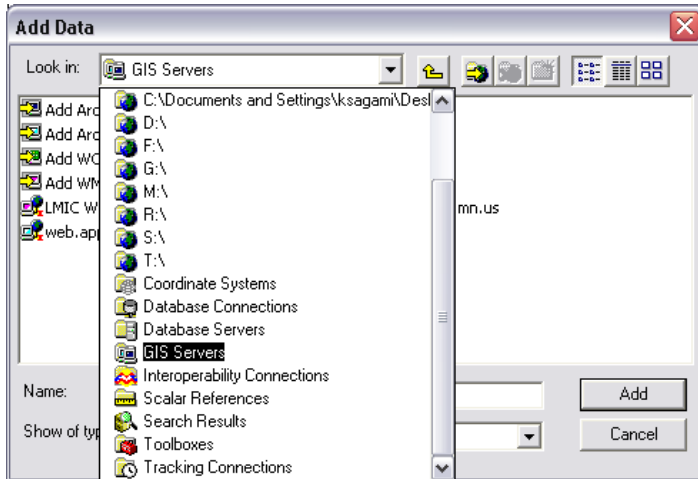 Add Data
Look in: GIS Servers
C:\Documents and Settings\ksagami\Desl
Add Arc
D:\
Add Arc
F:\
Add WC
G:\
Add WM
M:\
LMIC W
R:\
mn.us
web.app
S:\
T:\
Coordinate Systems
Database Connections
Database Servers
GIS Servers
Interoperability Connections
Name:
Scalar References
Add
Search Results
Show of typ
Toolboxes
Cancel
Tracking Connections